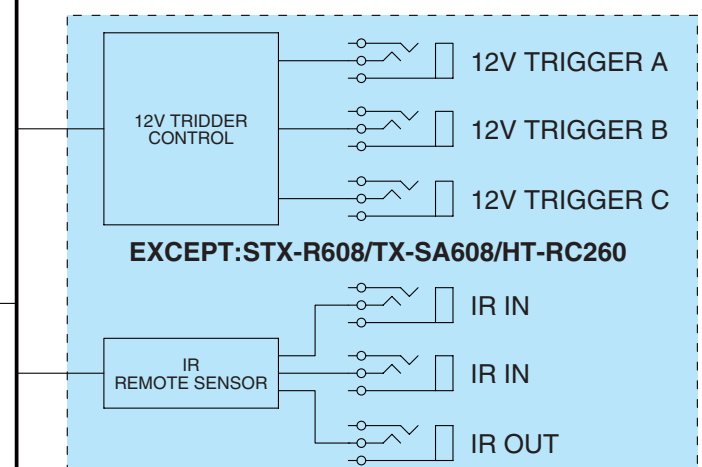 12V TRIGGER A
12V TRIDDER
CONTROL
12V TRIGGER B
12V TRIGGER C
EXCEPT:STX-R608/TX-SA608/HT-RC260
IR IN
IR
REMOTE SENSOR
IR IN
IR OUT